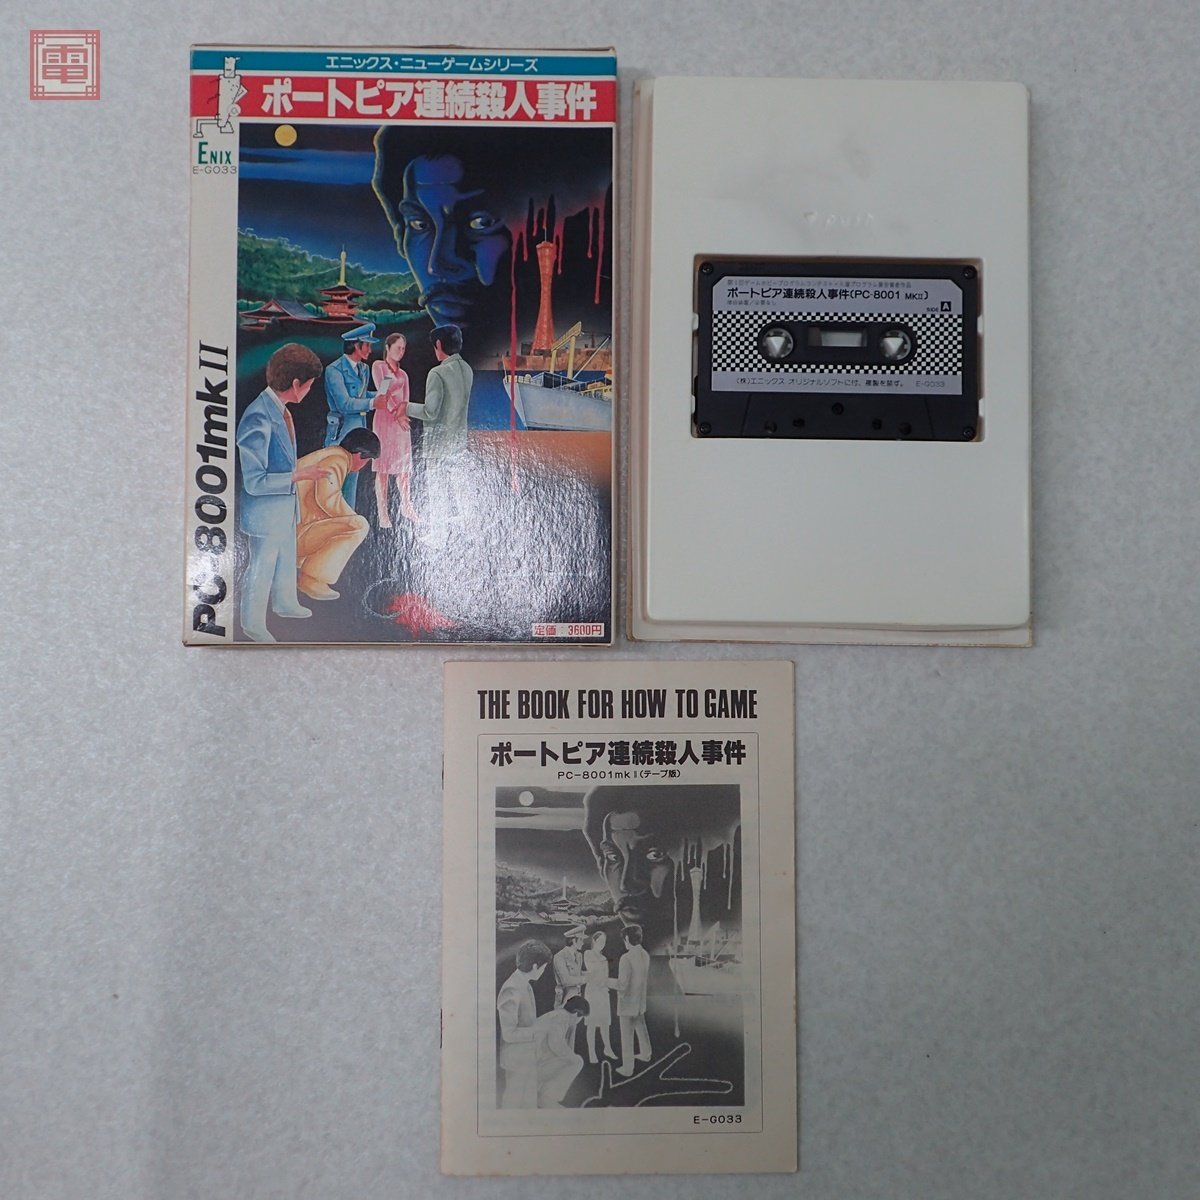 電
エニックス・ニューゲームシリーズ
ポートピア連続殺人事件
ENIX
E-G033
PC-8001mkII
定価：3600円
ポートピア連続殺人事件(PC-8001 MKII)
SIDE A
(株)エニックス オリジナルソフトに付、複製を禁ず。 E-G033
THE BOOK FOR HOW TO GAME
ポートピア連続殺人事件
PC-8001mkII(テープ版)
E-G033